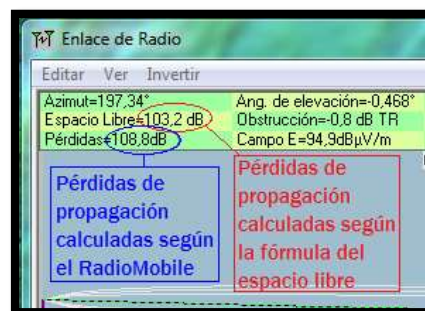 Enlace de Radio
Editar Ver Invertir
Azimut=197,34° Ang. de elevación=-0,468°
Espacio Libre=103,2 dB Obstrucción=-0,8 dB TR
Pérdidas=108,8dB Campo E=94,9dBµV/m
Pérdidas de
propagación
calculadas según
el RadioMobile
Pérdidas de
propagación
calculadas según
la fórmula del
espacio libre